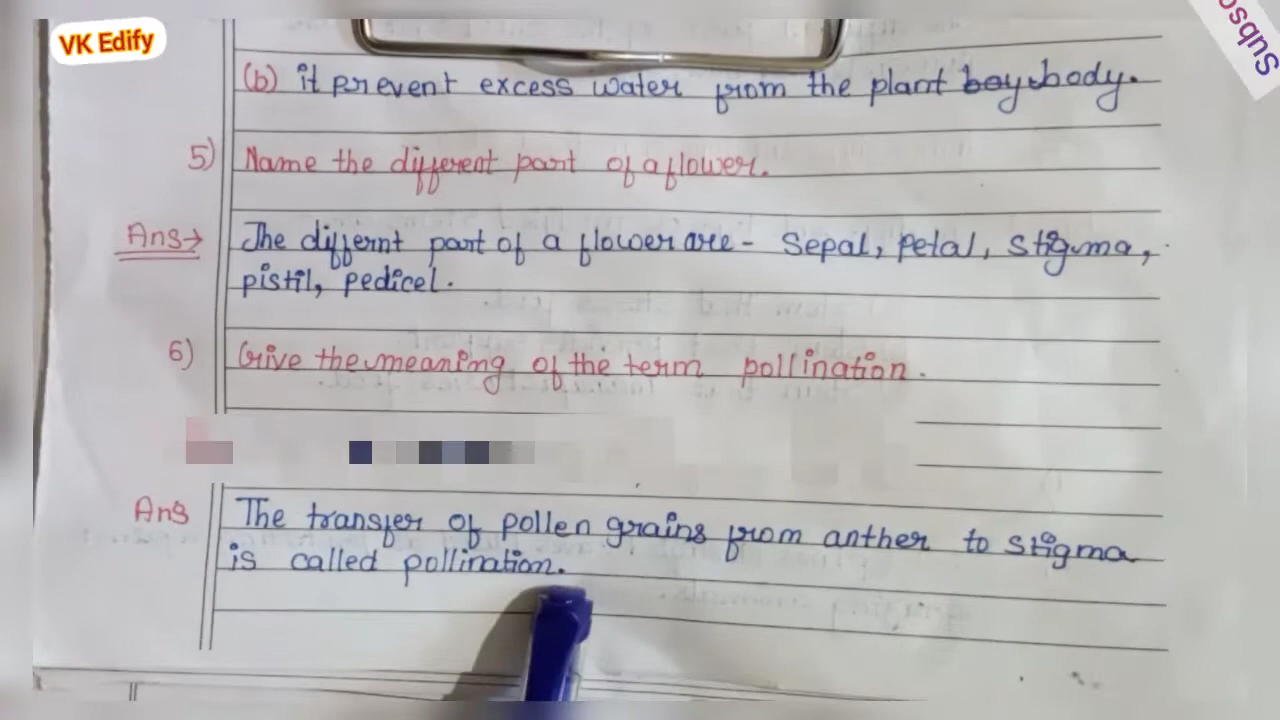 VK Edify
Subsc
(b) it prevent excess water from the plant body.
5) Name the different part of a flower.
Ans→ The differnt part of a flower are - Sepal, petal, Stigma,
pistil, pedicel.
6) Give the meaning of the term pollination.
Ans The transfer of pollen grains from anther to stigma
is called pollination.